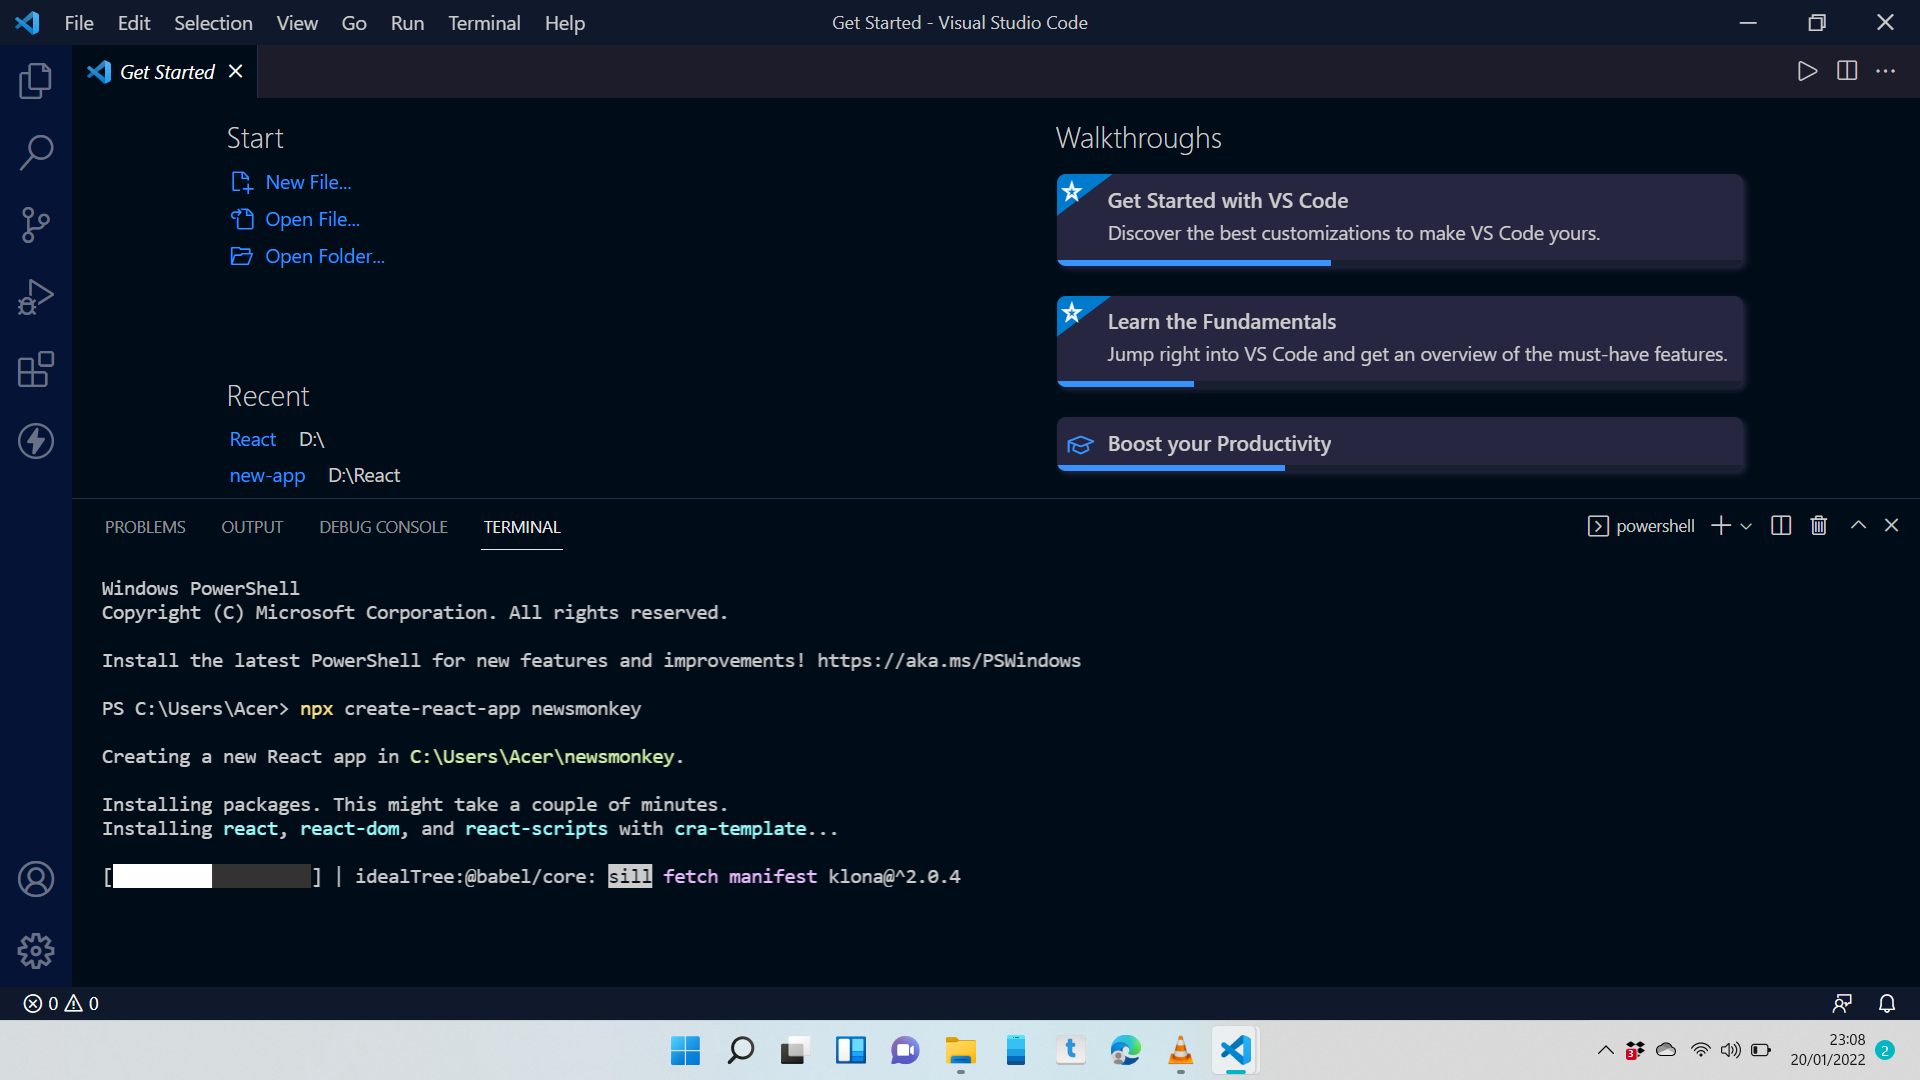 File Edit Selection View Go Run Terminal Help
Get Started - Visual Studio Code
Get Started
Start
New File...
Open File...
Open Folder...
Recent
React D:\
new-app D:\React
Walkthroughs
Get Started with VS Code
Discover the best customizations to make VS Code yours.
Learn the Fundamentals
Jump right into VS Code and get an overview of the must-have features.
Boost your Productivity
PROBLEMS OUTPUT DEBUG CONSOLE TERMINAL
powershell
Windows PowerShell
Copyright (C) Microsoft Corporation. All rights reserved.
Install the latest PowerShell for new features and improvements! https://aka.ms/PSWindows
PS C:\Users\Acer> npx create-react-app newsmonkey
Creating a new React app in C:\Users\Acer\newsmonkey.
Installing packages. This might take a couple of minutes.
Installing react, react-dom, and react-scripts with cra-template...
[ ] | idealTree:@babel/core: sill fetch manifest klona@^2.0.4
0 0
t
3
23:08
20/01/2022
2